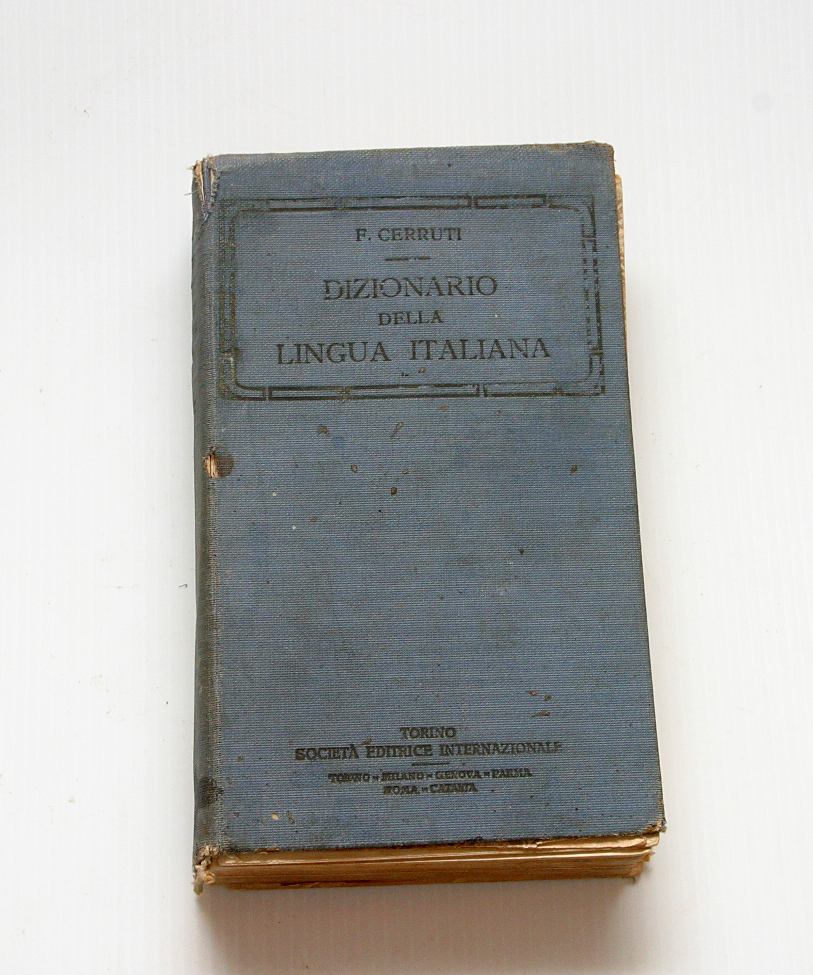 F. CERRUTI
DIZIONARIO
DELLA
LINGUA ITALIANA
TORINO
SOCIETÀ EDITRICE INTERNAZIONALE
TORINO - MILANO - GENOVA - PARMA
ROMA - CATANIA